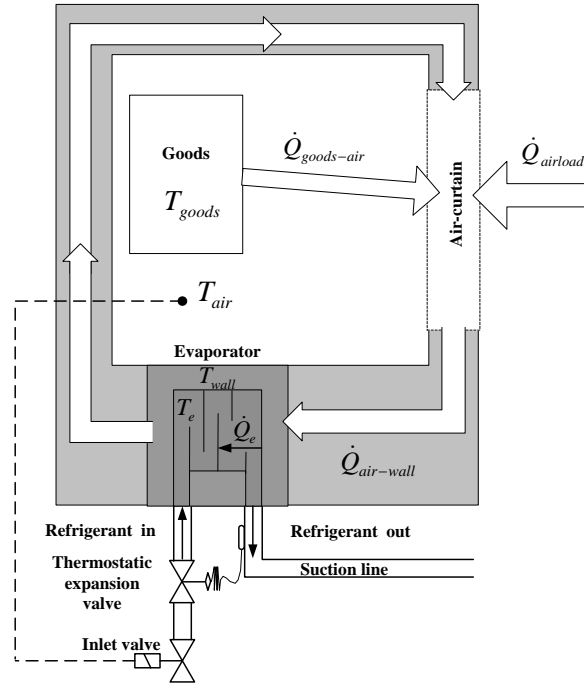 Goods
T_goods
Q̇_goods−air
Q̇_airload
Air-curtain
T_air
Evaporator
T_wall
T_e
Q̇_e
Q̇_air−wall
Refrigerant in
Refrigerant out
Thermostatic
expansion
valve
Suction line
Inlet valve